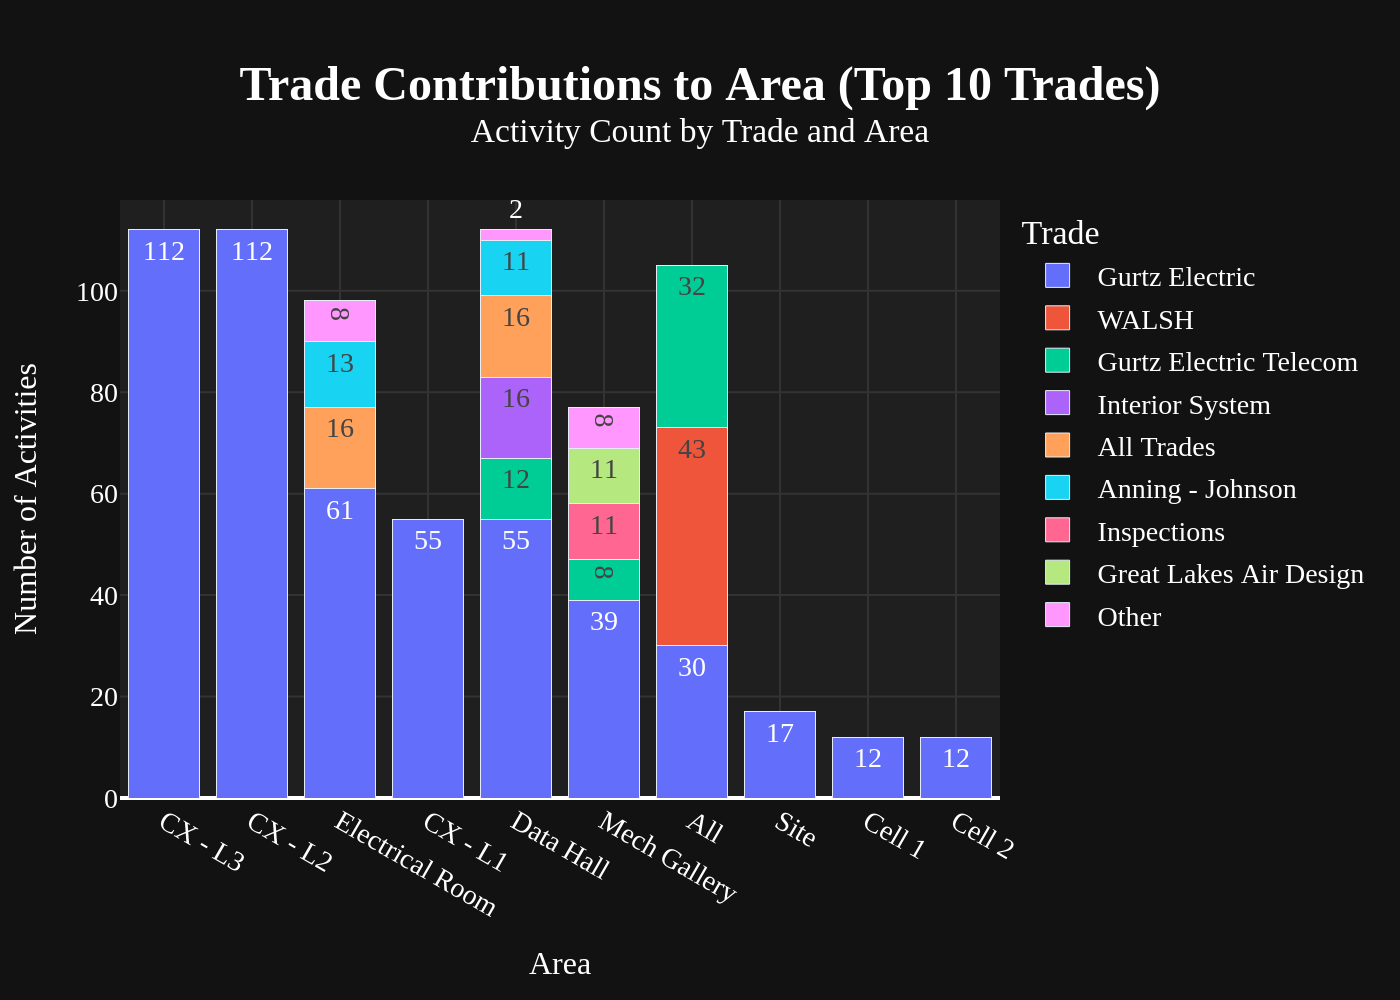 Trade Contributions to Area (Top 10 Trades)
Activity Count by Trade and Area
Number of Activities
100
80
60
40
20
0
112
112
8
13
16
61
55
2
11
16
16
12
55
8
11
11
8
39
32
43
30
17
12
12
CX - L3
CX - L2
Electrical Room
CX - L1
Data Hall
Mech Gallery
All
Site
Cell 1
Cell 2
Area
Trade
Gurtz Electric
WALSH
Gurtz Electric Telecom
Interior System
All Trades
Anning - Johnson
Inspections
Great Lakes Air Design
Other